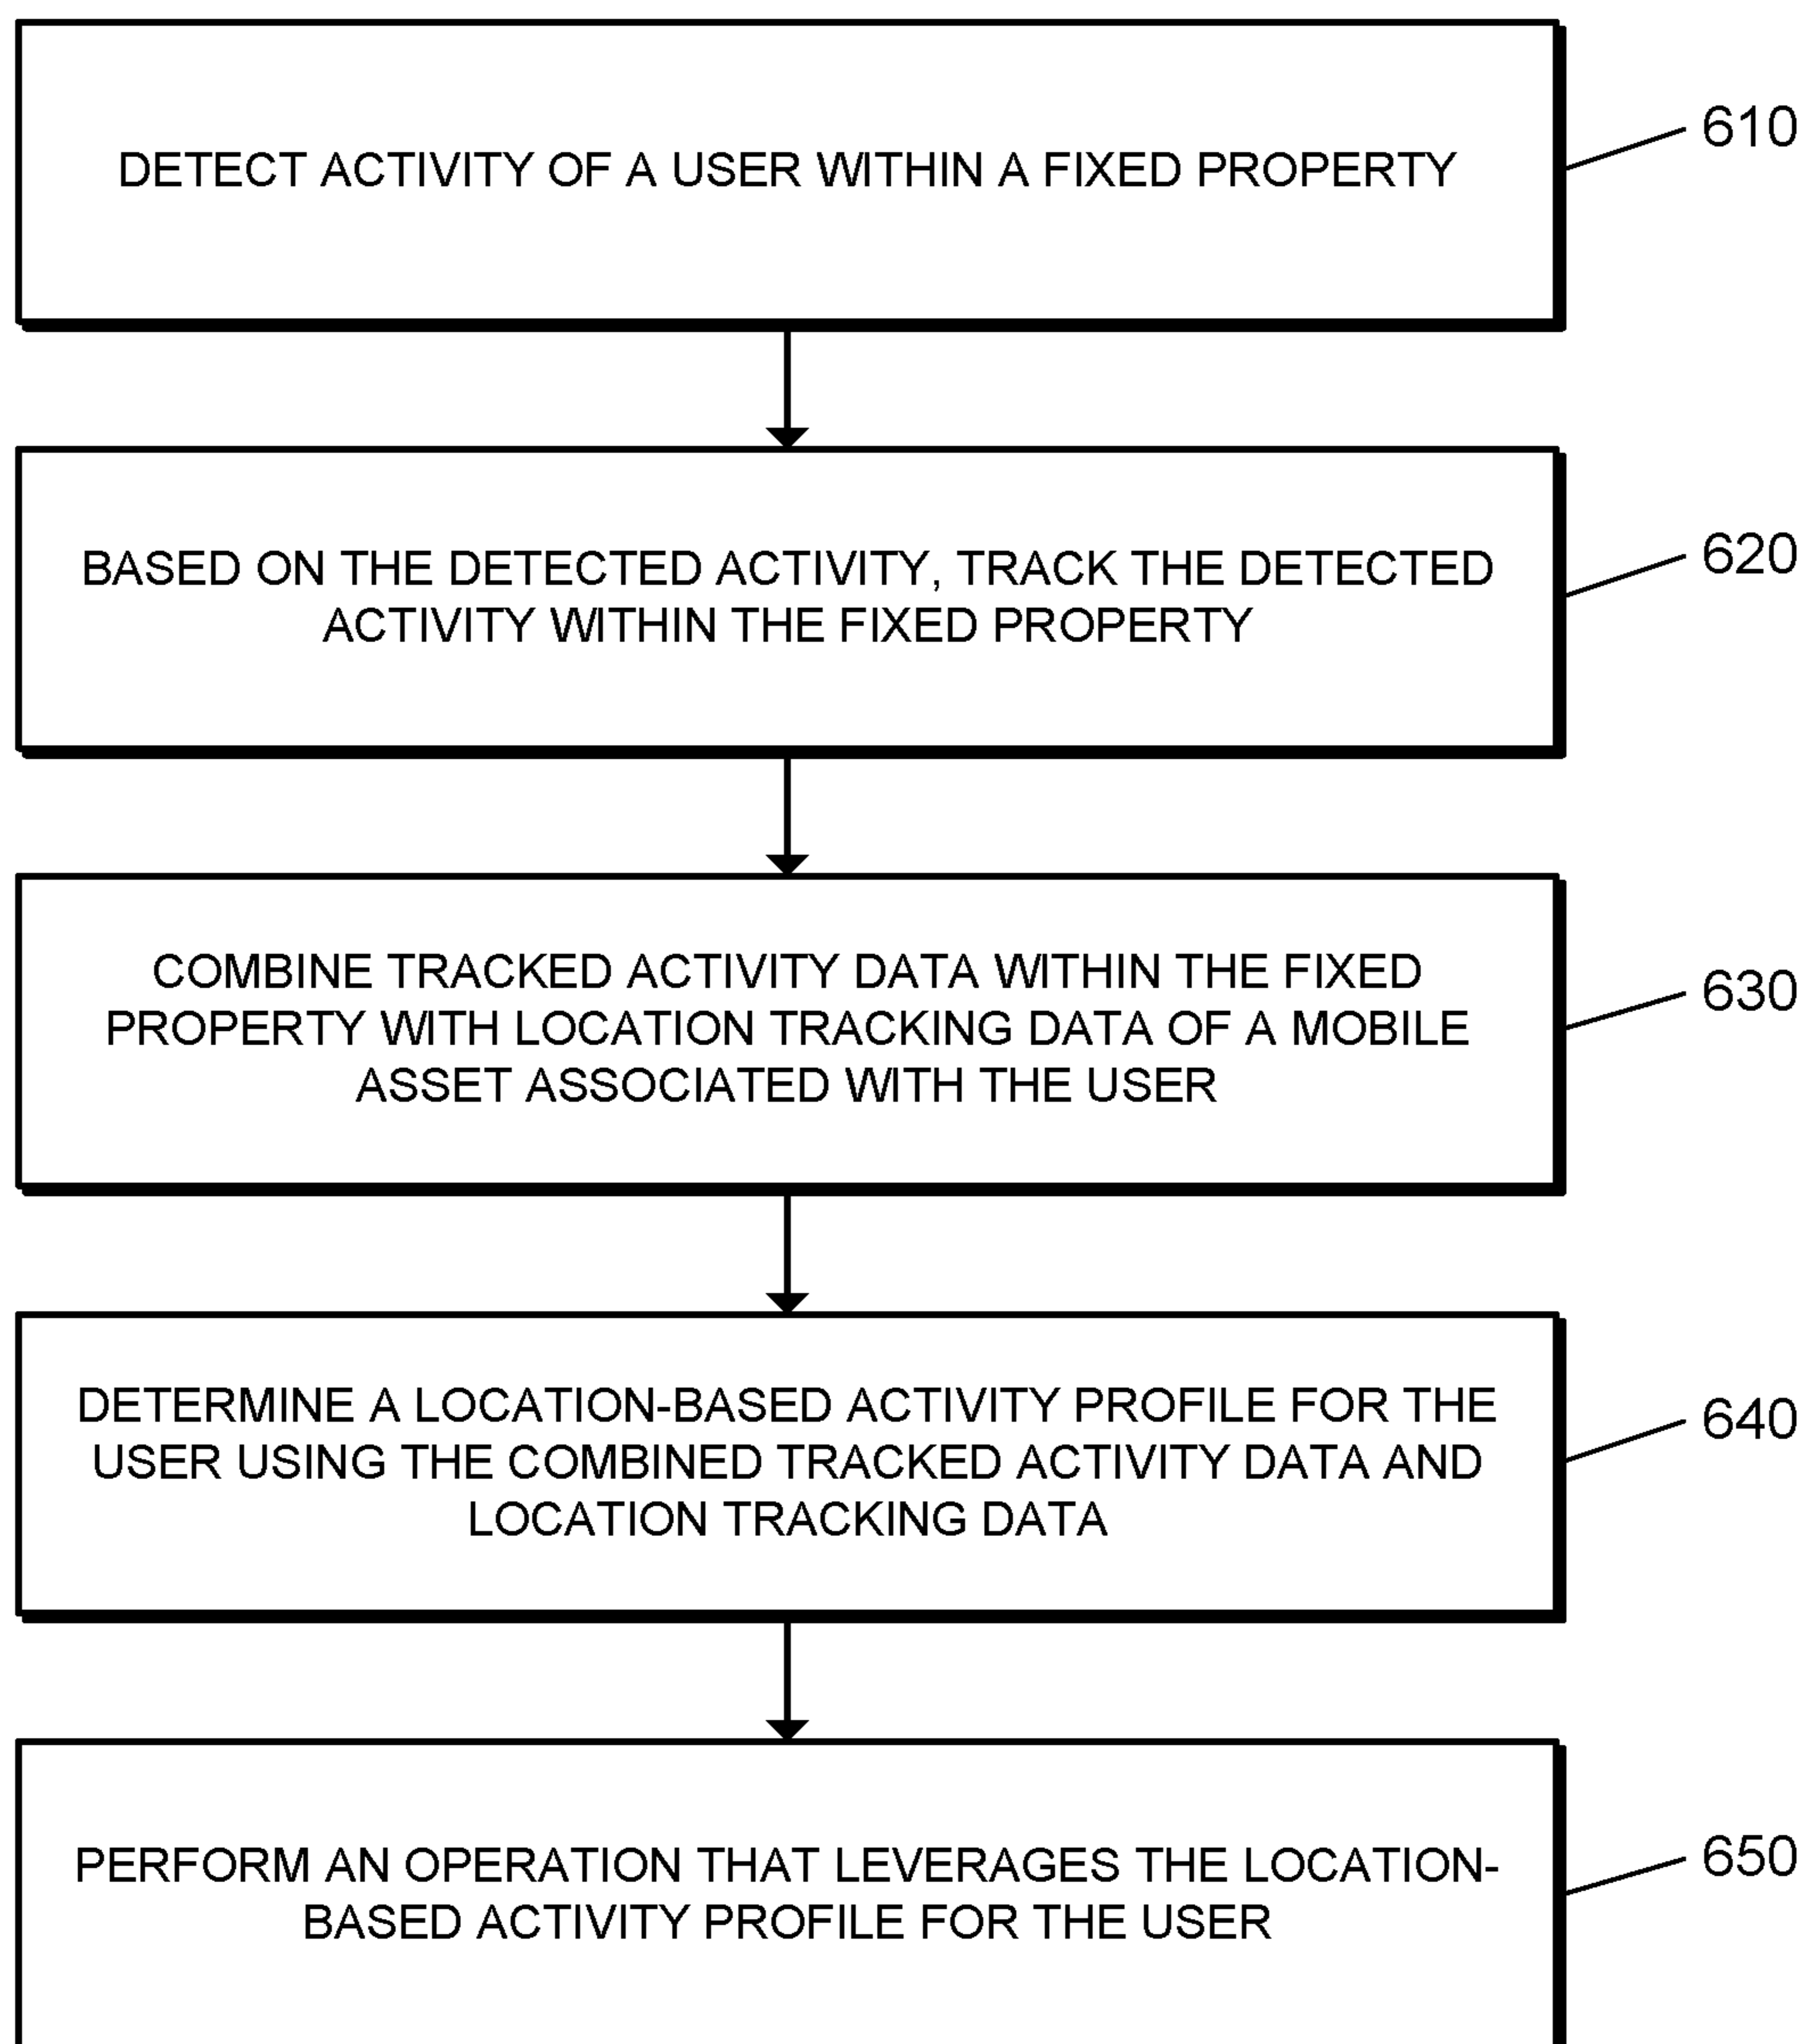 DETECT ACTIVITY OF A USER WITHIN A FIXED PROPERTY
610
BASED ON THE DETECTED ACTIVITY, TRACK THE DETECTED
ACTIVITY WITHIN THE FIXED PROPERTY
620
COMBINE TRACKED ACTIVITY DATA WITHIN THE FIXED
PROPERTY WITH LOCATION TRACKING DATA OF A MOBILE
ASSET ASSOCIATED WITH THE USER
630
DETERMINE A LOCATION-BASED ACTIVITY PROFILE FOR THE
USER USING THE COMBINED TRACKED ACTIVITY DATA AND
LOCATION TRACKING DATA
640
PERFORM AN OPERATION THAT LEVERAGES THE LOCATION-
BASED ACTIVITY PROFILE FOR THE USER
650